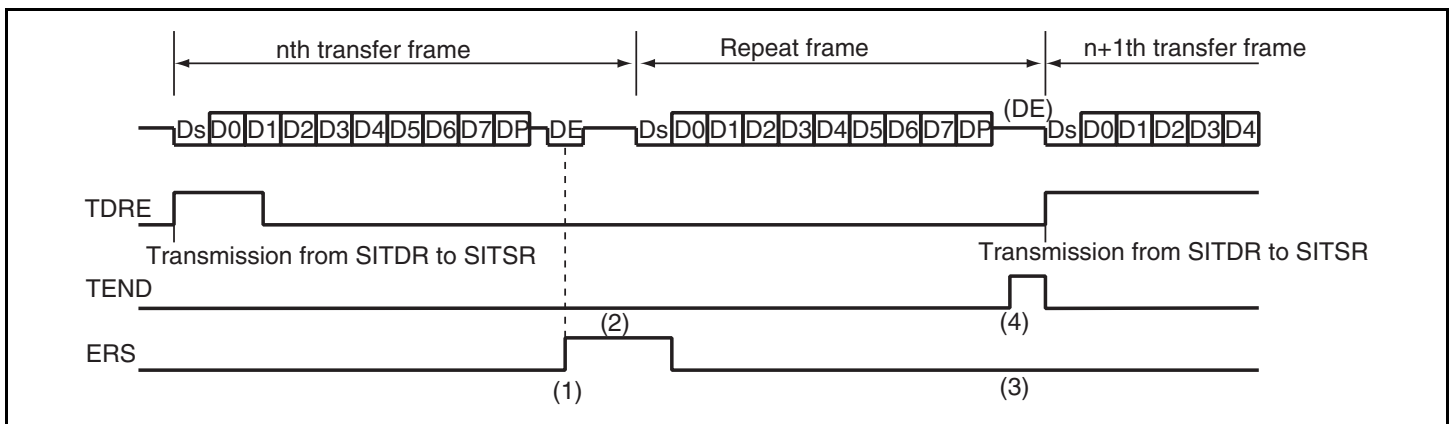 nth transfer frame Repeat frame n+1th transfer frame
(DE)
Ds D0 D1 D2 D3 D4 D5 D6 D7 DP DE Ds D0 D1 D2 D3 D4 D5 D6 D7 DP Ds D0 D1 D2 D3 D4
TDRE
Transmission from SITDR to SITSR Transmission from SITDR to SITSR
TEND
(2) (4)
ERS
(1) (3)